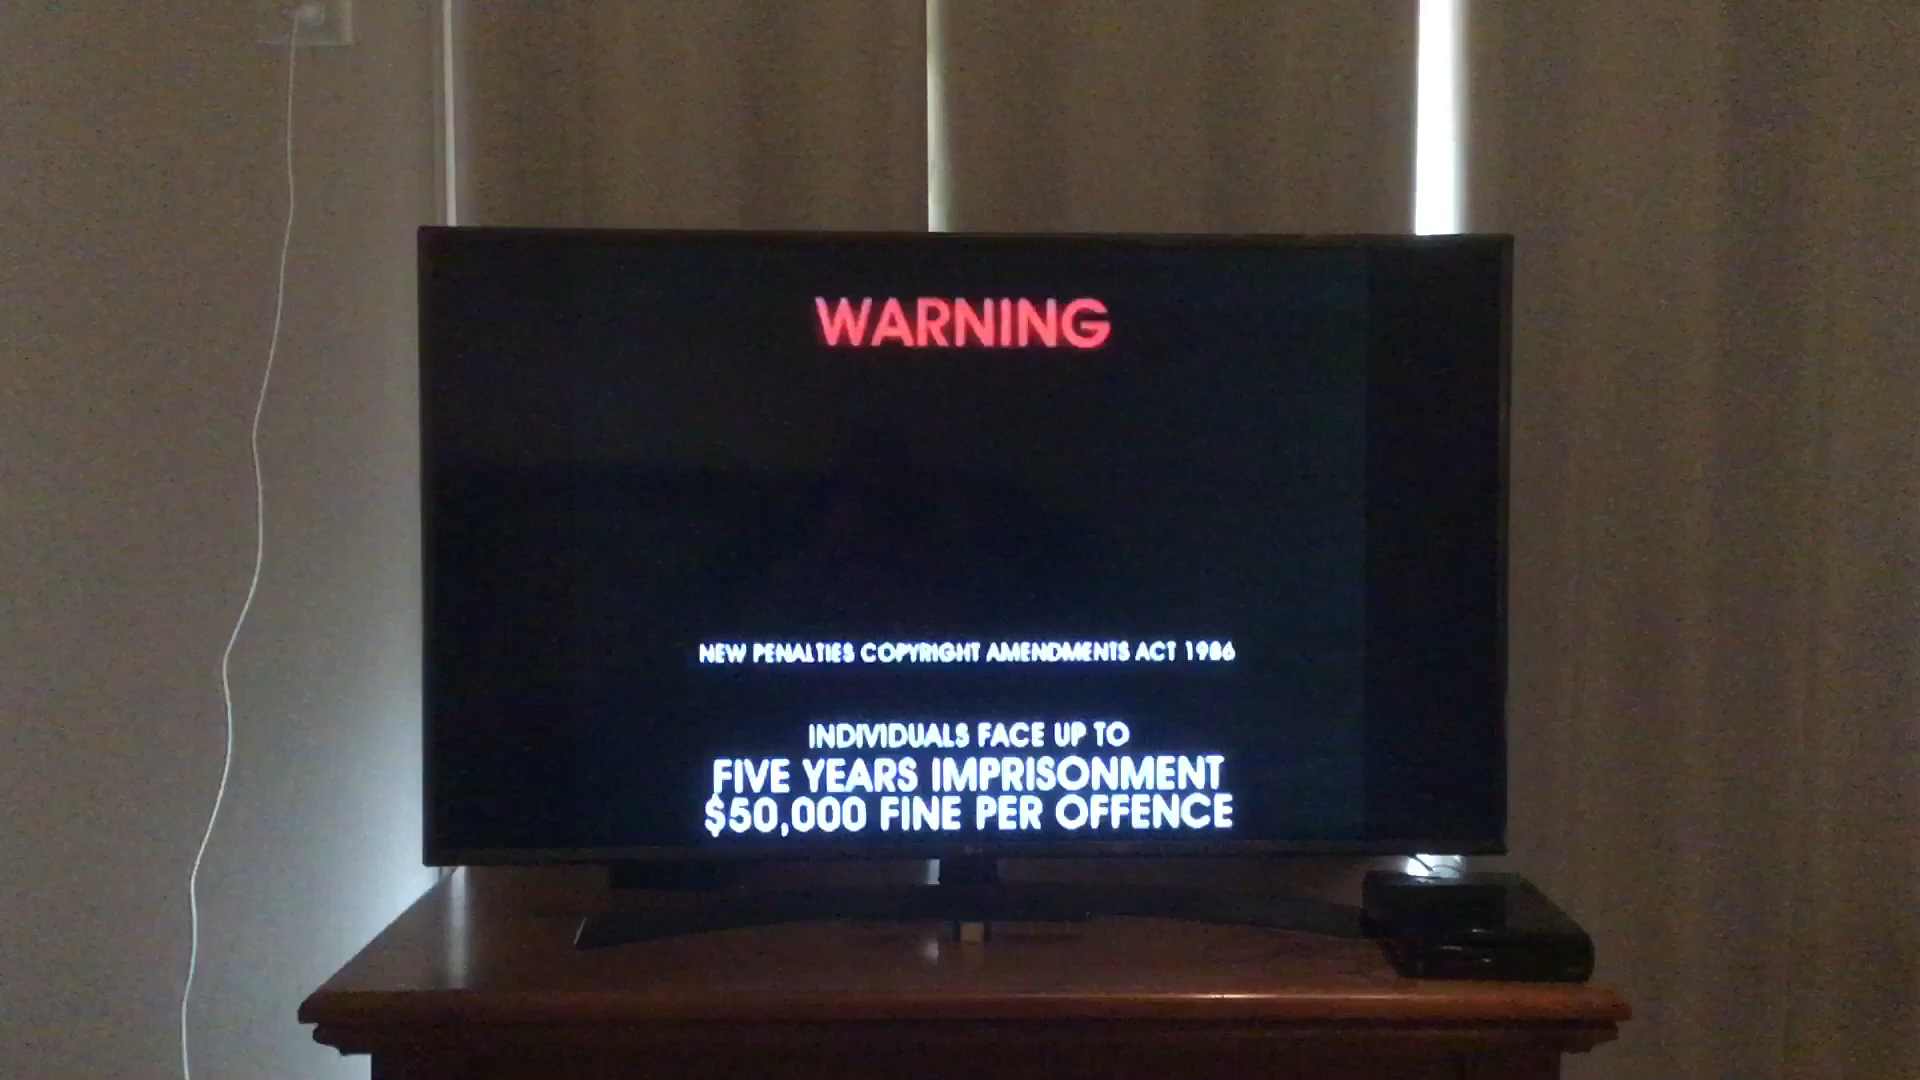 WARNING
NEW PENALTIES COPYRIGHT AMENDMENTS ACT 1986
INDIVIDUALS FACE UP TO
FIVE YEARS IMPRISONMENT
$50,000 FINE PER OFFENCE